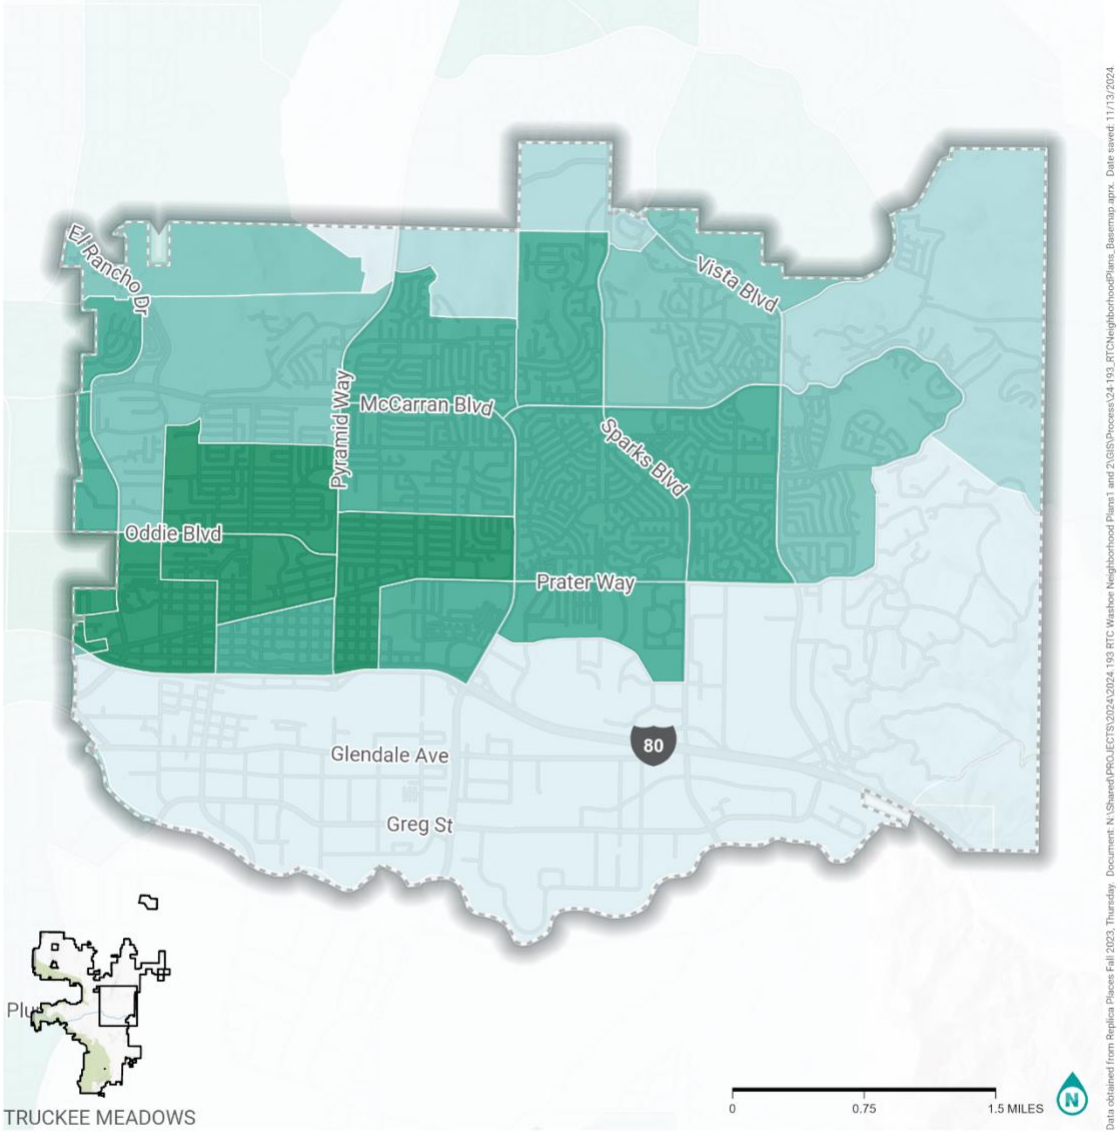 El Rancho Dr
Vista Blvd
Pyramid Way
McCarran Blvd
Sparks Blvd
Oddie Blvd
Prater Way
80
Glendale Ave
Greg St
Plu
TRUCKEE MEADOWS
0
0.75
1.5 MILES
N
Data obtained from Replica Places Fall 2023, Thursday. Document: N:\Shared\PROJECTS\2024\2024.193 RTC Washoe Neighborhood Plans1 and 2\GIS\Process\24-193_RTCNeighborhoodPlans_Basemap.aprx. Date saved: 11/13/2024.